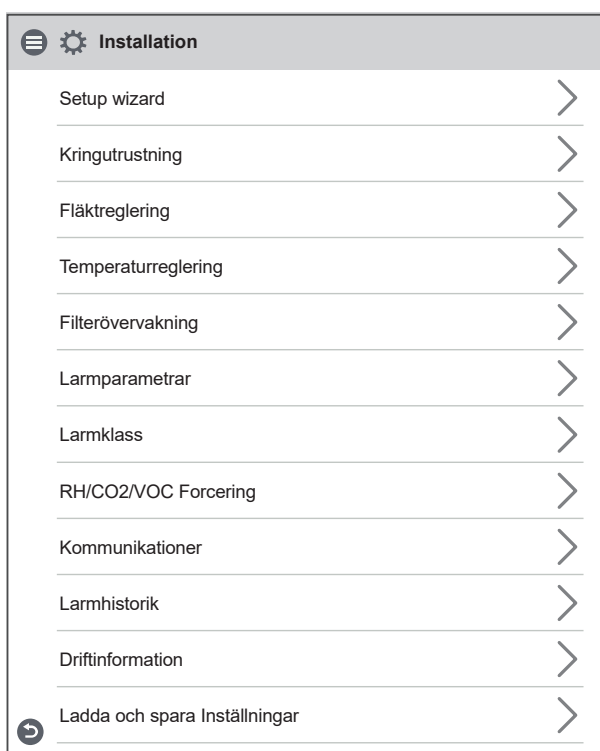 Installation
Setup wizard
Kringutrustning
Fläktreglering
Temperaturreglering
Filterövervakning
Larmparametrar
Larmklass
RH/CO2/VOC Forcering
Kommunikationer
Larmhistorik
Driftinformation
Ladda och spara Inställningar